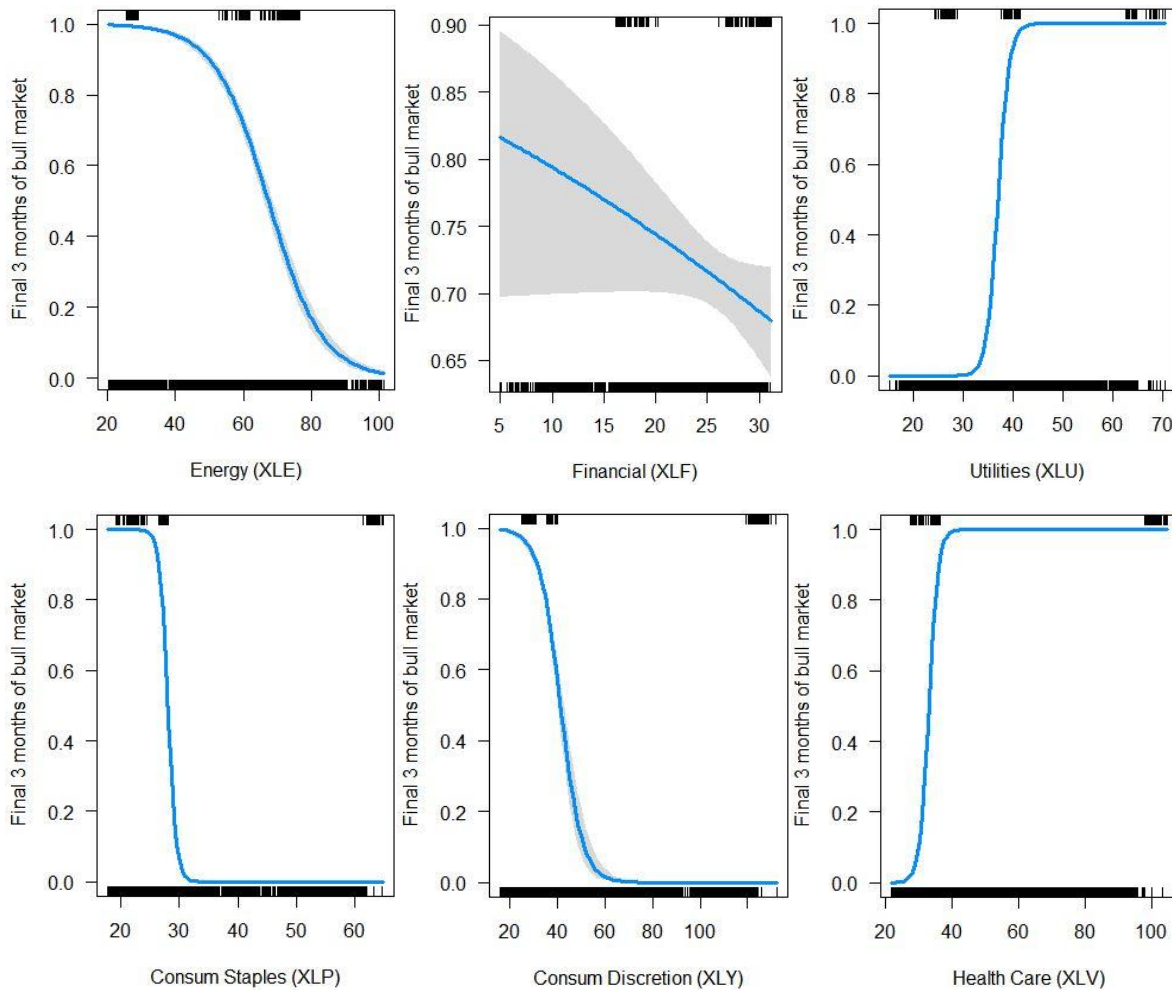 Final 3 months of bull market
1.0
0.8
0.6
0.4
0.2
0.0
20 40 60 80 100
Energy (XLE)
Final 3 months of bull market
0.90
0.85
0.80
0.75
0.70
0.65
5 10 15 20 25 30
Financial (XLF)
Final 3 months of bull market
1.0
0.8
0.6
0.4
0.2
0.0
20 30 40 50 60 70
Utilities (XLU)
Final 3 months of bull market
1.0
0.8
0.6
0.4
0.2
0.0
20 30 40 50 60
Consum Staples (XLP)
Final 3 months of bull market
1.0
0.8
0.6
0.4
0.2
0.0
20 40 60 80 100
Consum Discretion (XLY)
Final 3 months of bull market
1.0
0.8
0.6
0.4
0.2
0.0
20 40 60 80 100
Health Care (XLV)